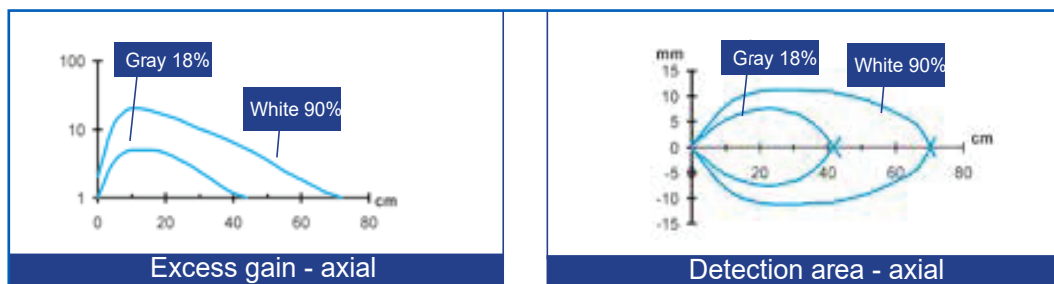 100
10
1
0
20
40
60
80
cm
Gray 18%
White 90%
Excess gain - axial
mm
15
10
5
0
-5
-10
-15
20
40
60
80
cm
Gray 18%
White 90%
Detection area - axial